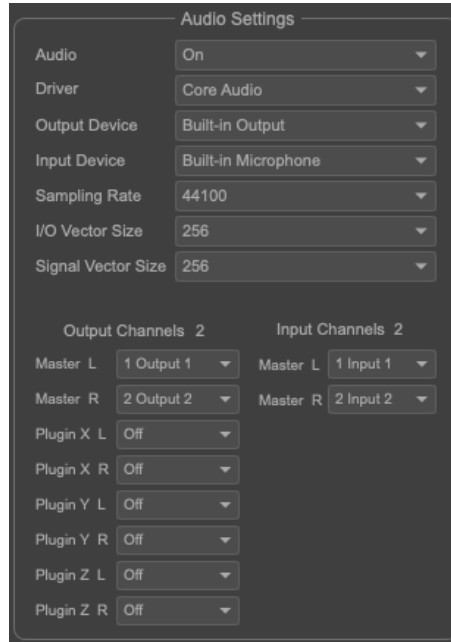 Audio Settings
Audio On
Driver Core Audio
Output Device Built-in Output
Input Device Built-in Microphone
Sampling Rate 44100
I/O Vector Size 256
Signal Vector Size 256
Output Channels 2 Input Channels 2
Master L 1 Output 1 Master L 1 Input 1
Master R 2 Output 2 Master R 2 Input 2
Plugin X L Off
Plugin X R Off
Plugin Y L Off
Plugin Y R Off
Plugin Z L Off
Plugin Z R Off